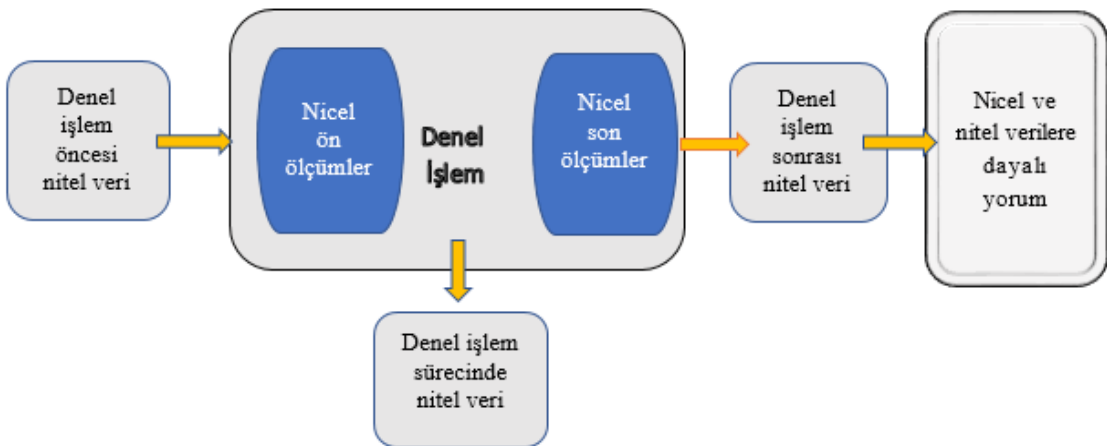 Denel
işlem
öncesi
nitel veri
Nicel
ön
ölçümler
Denel
İşlem
Nicel
son
ölçümler
Denel
işlem
sonrası
nitel veri
Nicel ve
nitel verilere
dayalı
yorum
Denel işlem
sürecinde
nitel veri